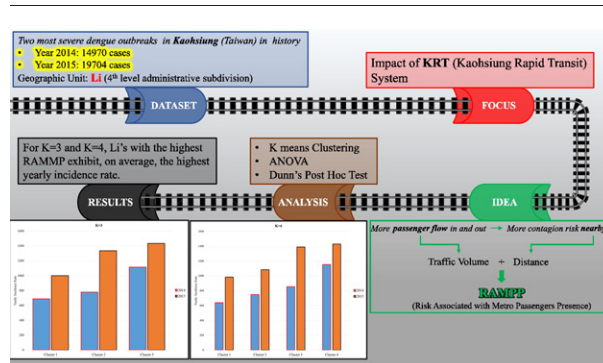 Two most severe dengue outbreaks in Kaohsiung (Taiwan) in history
• Year 2014: 14970 cases
• Year 2015: 19704 cases
Geographic Unit: Li (4th level administrative subdivision)
DATASET
Impact of KRT (Kaohsiung Rapid Transit)
System
FOCUS
For K=3 and K=4, Li's with the highest
RAMMP exhibit, on average, the highest
yearly incidence rate.
RESULTS
• K means Clustering
• ANOVA
• Dunn's Post Hoc Test
ANALYSIS
IDEA
More passenger flow in and out → More contagion risk nearby
Traffic Volume + Distance
RAMPP
(Risk Associated with Metro Passengers Presence)
K=3
2014
2015
Cluster 1 Cluster 2 Cluster 3
K=4
2014
2015
Cluster 1 Cluster 2 Cluster 3 Cluster 4